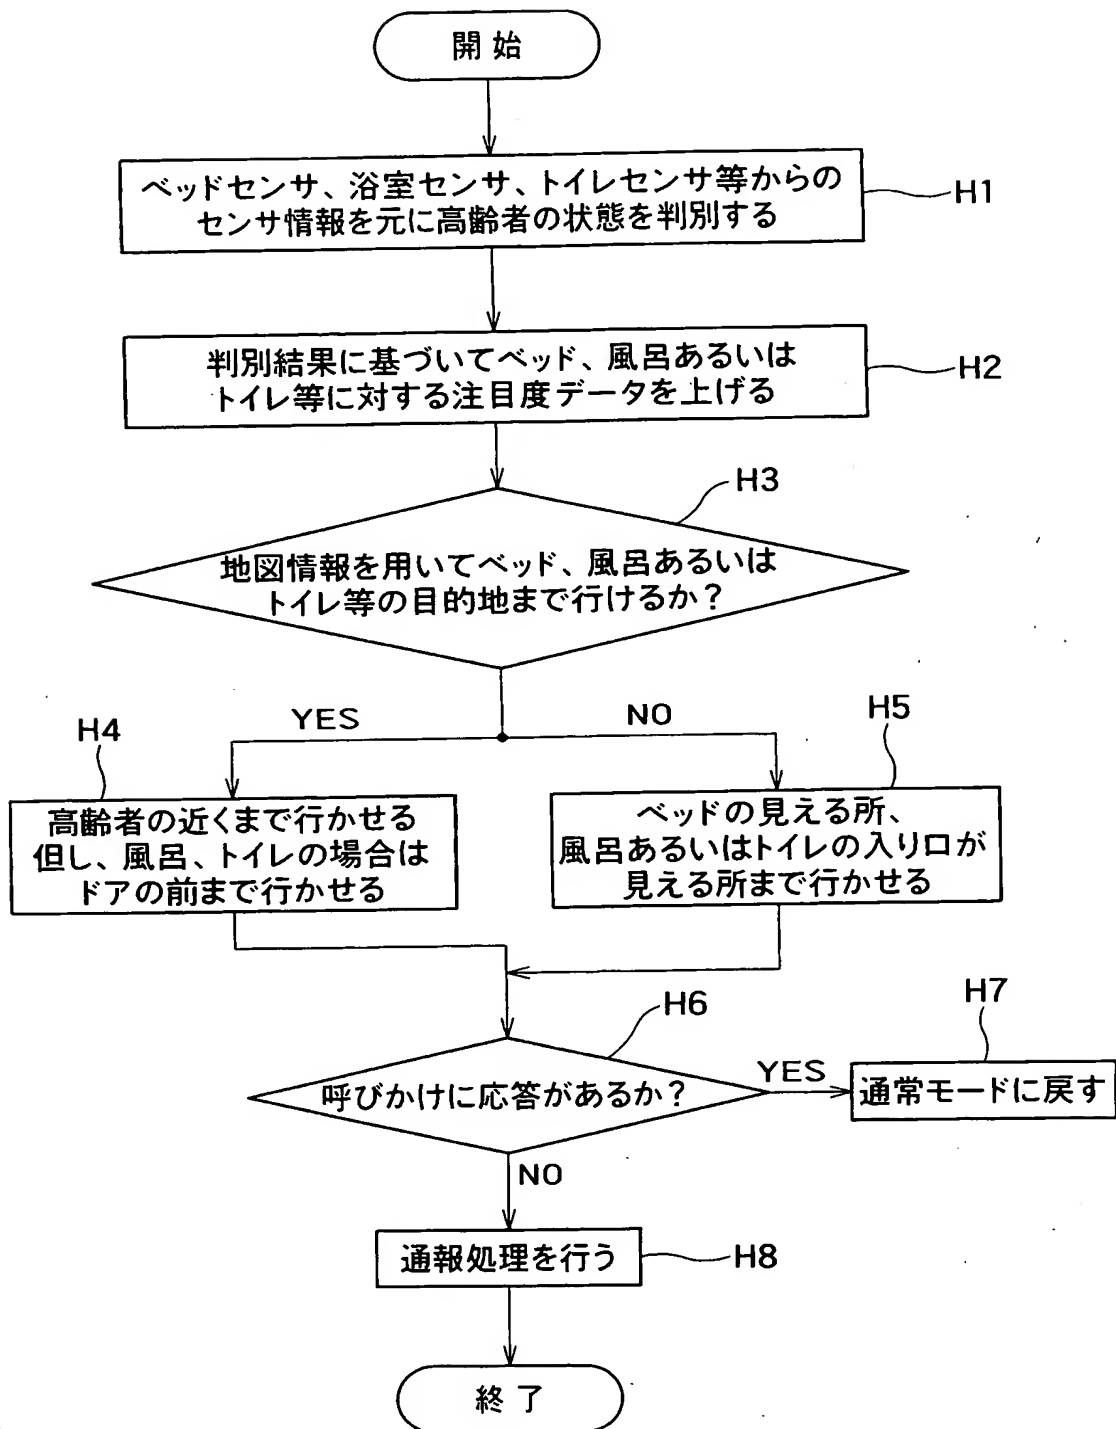 開始
ベッドセンサ、浴室センサ、トイレセンサ等からの
センサ情報を元に高齢者の状態を判別する
H1
判別結果に基づいてベッド、風呂あるいは
トイレ等に対する注目度データを上げる
H2
H3
地図情報を用いてベッド、風呂あるいは
トイレ等の目的地まで行けるか？
YES
NO
H4
高齢者の近くまで行かせる
但し、風呂、トイレの場合は
ドアの前まで行かせる
H5
ベッドの見える所、
風呂あるいはトイレの入り口が
見える所まで行かせる
H6
呼びかけに応答があるか？
YES
H7
通常モードに戻す
NO
通報処理を行う
H8
終了